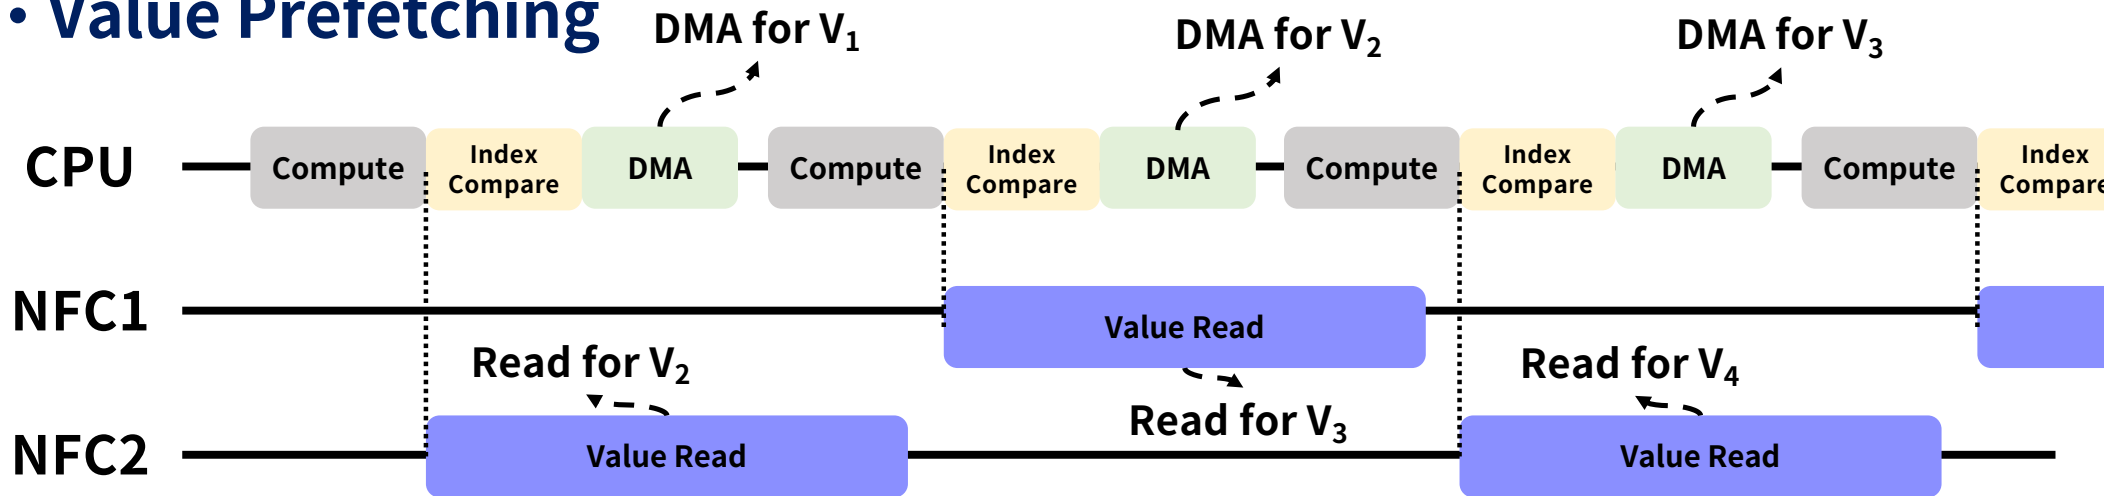 • Value Prefetching
DMA for V₁
DMA for V₂
DMA for V₃
CPU
Compute
Index
Compare
DMA
Compute
Index
Compare
DMA
Compute
Index
Compare
DMA
Compute
Index
Compare
NFC1
Value Read
Read for V₂
Read for V₃
Read for V₄
NFC2
Value Read
Value Read